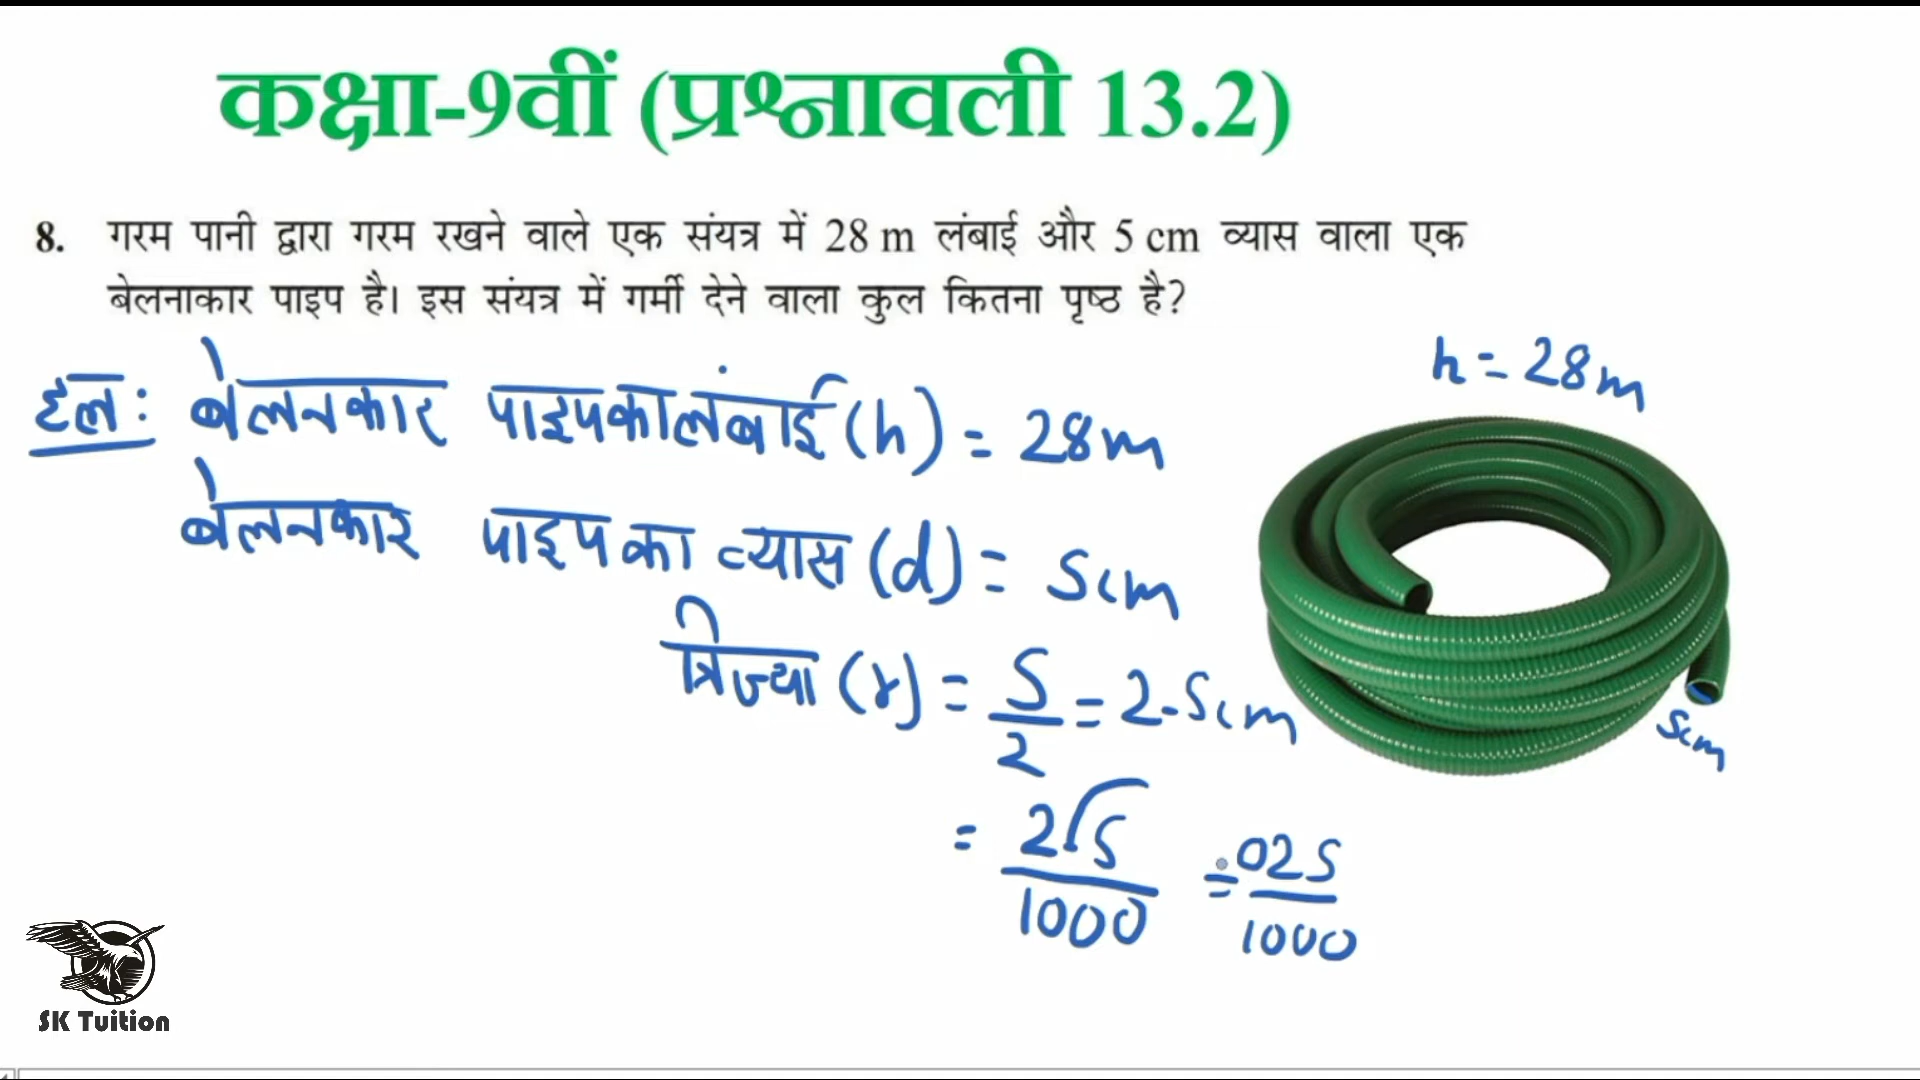 कक्षा-9वीं (प्रश्नावली 13.2)
8. गरम पानी द्वारा गरम रखने वाले एक संयत्र में 28 m लंबाई और 5 cm व्यास वाला एक
बेलनाकार पाइप है। इस संयत्र में गर्मी देने वाला कुल कितना पृष्ठ है?
h = 28m
हल: बेलनकार पाइप का लंबाई (h) = 28m
बेलनकार पाइप का व्यास (d) = 5cm
त्रिज्या (r) = 5/2 = 2.5cm
5cm
= 25/1000 = 025/1000
SK Tuition